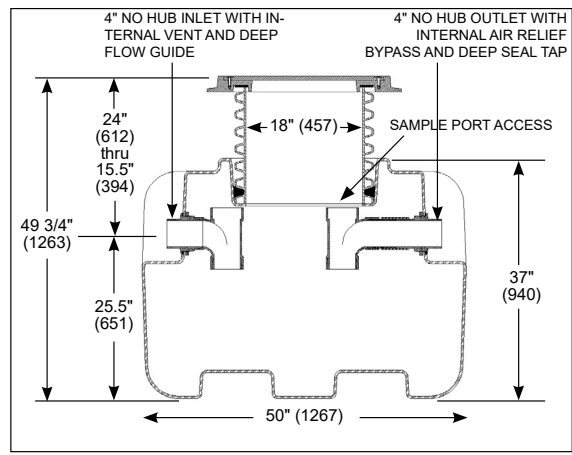 4" NO HUB INLET WITH IN-
TERNAL VENT AND DEEP
FLOW GUIDE
4" NO HUB OUTLET WITH
INTERNAL AIR RELIEF
BYPASS AND DEEP SEAL TAP
24"
(612)
thru
15.5"
(394)
18" (457)
SAMPLE PORT ACCESS
49 3/4"
(1263)
25.5"
(651)
37"
(940)
50" (1267)